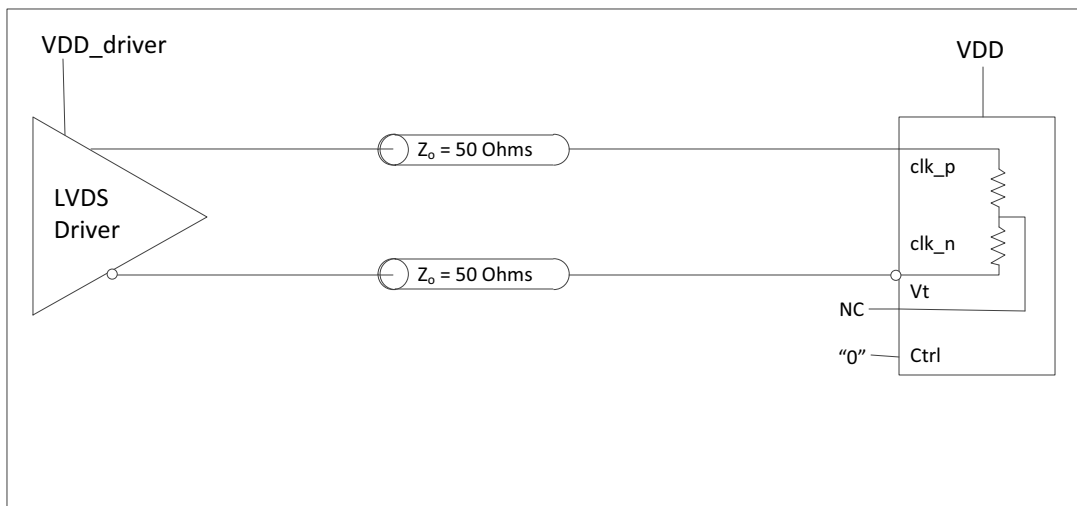 VDD_driver
VDD
Zₒ = 50 Ohms
clk_p
LVDS
Driver
clk_n
Zₒ = 50 Ohms
Vt
NC
“0”
Ctrl